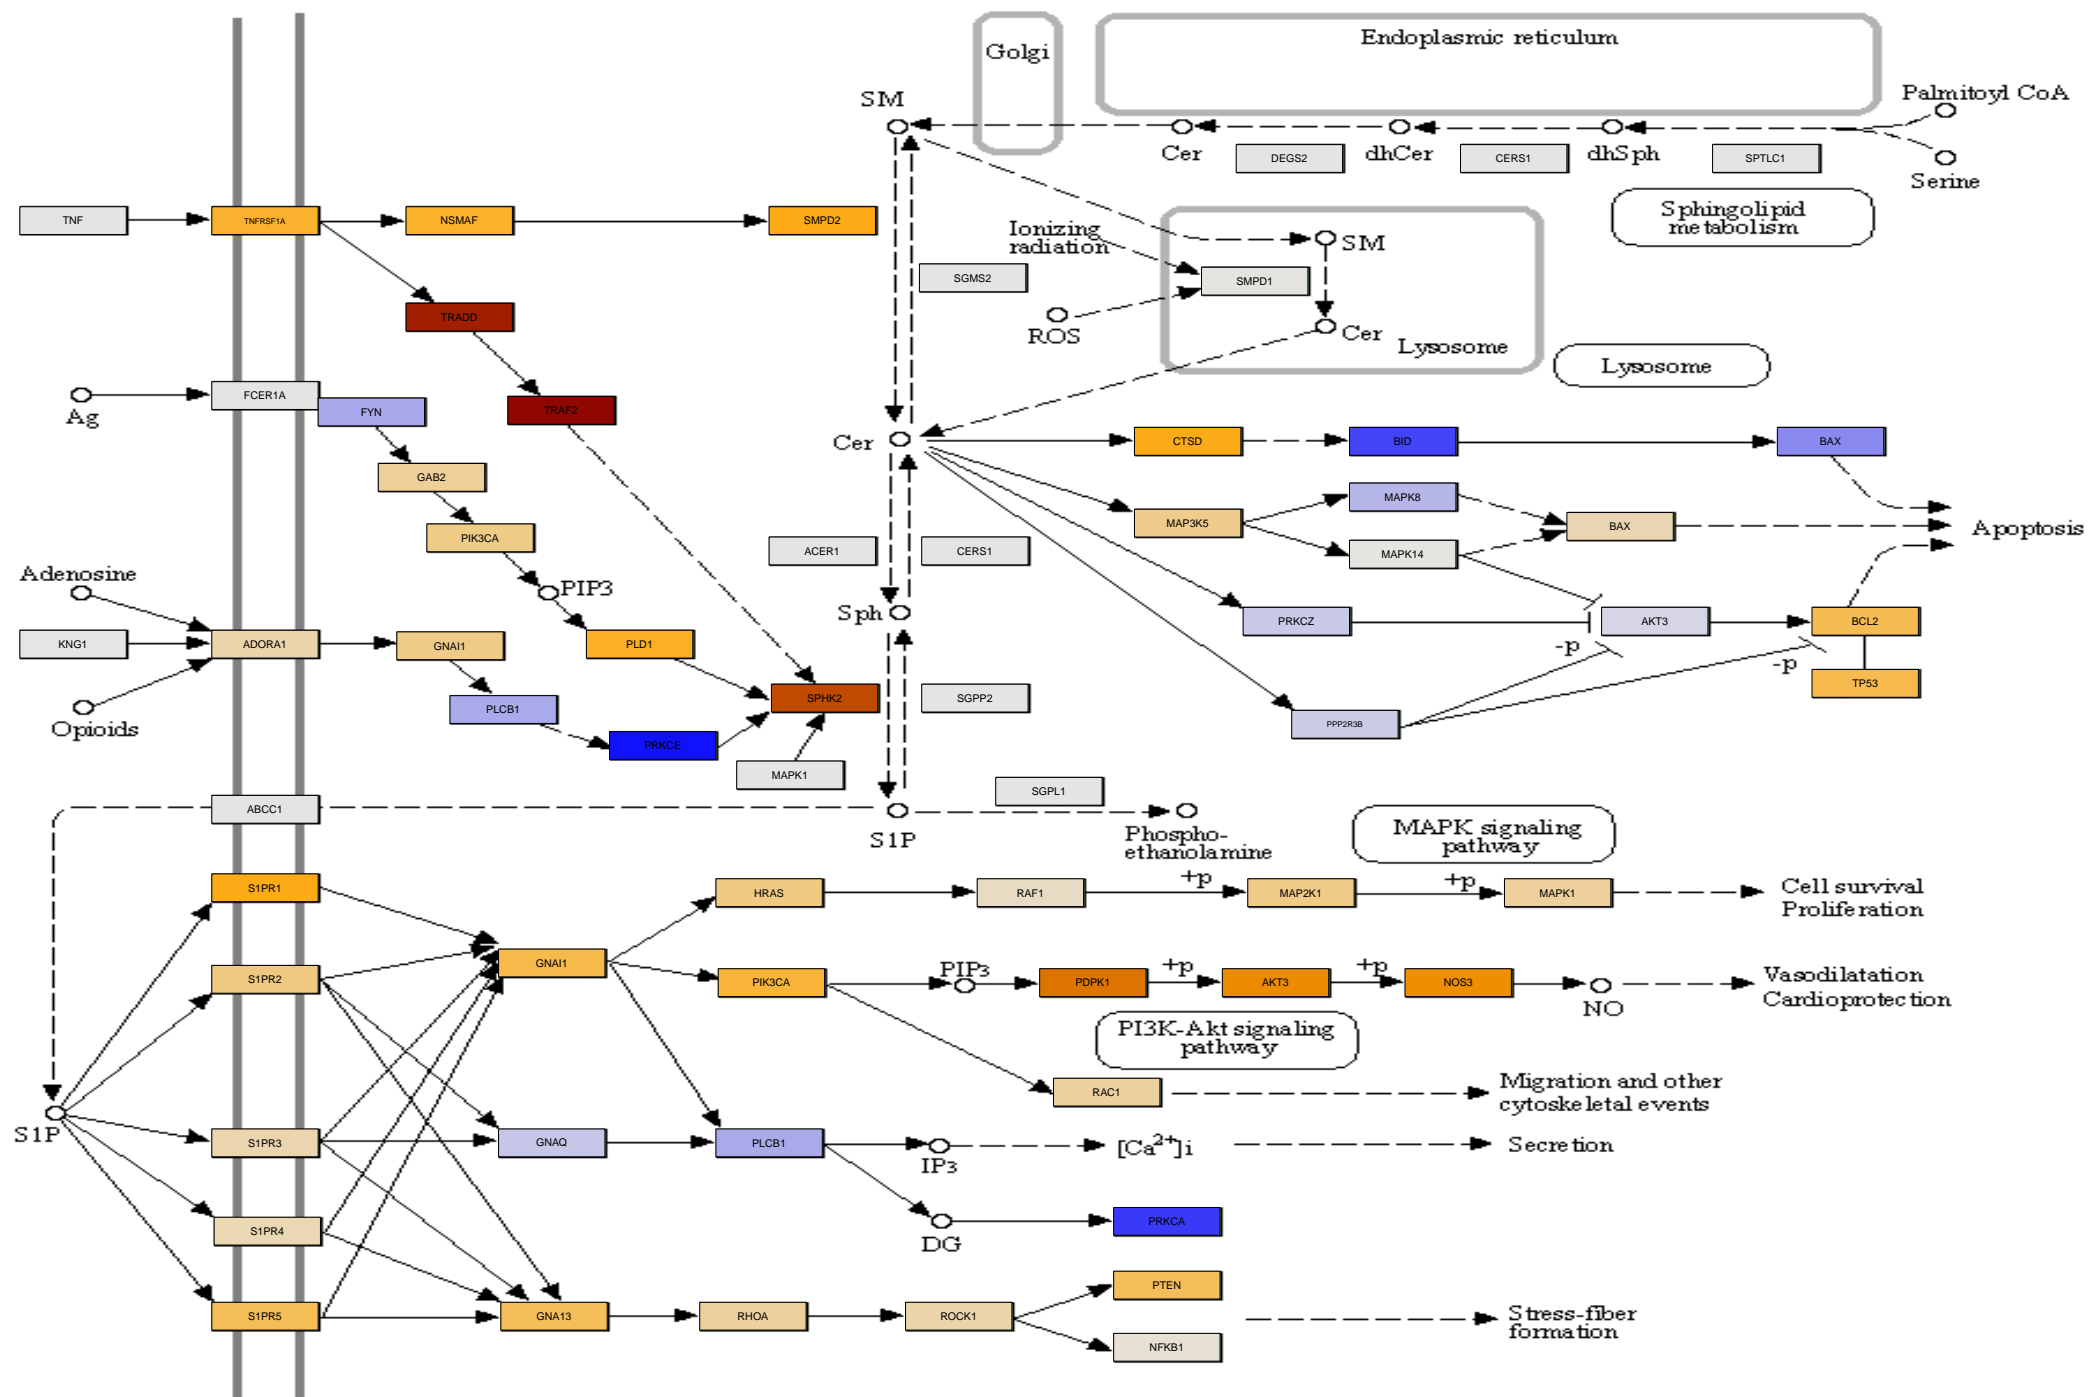 Golgi
Endoplasmic reticulum
SM
Palmitoyl CoA
Cer
DEGS2
dhCer
CERS1
dhSph
SPTLC1
Serine
Sphingolipid
metabolism
TNF
TNFRSF1A
NSMAF
SMPD2
Ionizing
radiation
SM
SGMS2
SMPD1
TRADD
ROS
Cer
Lysosome
Lysosome
Ag
FCER1A
FYN
TRAF2
Cer
CTSD
BID
BAX
GAB2
MAPK8
PIK3CA
MAP3K5
BAX
Apoptosis
ACER1
CERS1
MAPK14
Adenosine
PIP3
Sph
PRKCZ
AKT3
BCL2
KNG1
ADORA1
GNAI1
PLD1
-p
-p
TP53
Opioids
PLCB1
SPHK2
SGPP2
PPP2R3B
PRKCE
MAPK1
SGPL1
ABCC1
S1P
Phospho-
ethanolamine
MAPK signaling
pathway
S1PR1
HRAS
RAF1
+p
MAP2K1
+p
MAPK1
Cell survival
Proliferation
S1PR2
GNAI1
PIK3CA
PIP3
PDPK1
+p
AKT3
+p
NOS3
NO
Vasodilatation
Cardioprotection
PI3K-Akt signaling
pathway
RAC1
Migration and other
cytoskeletal events
S1P
S1PR3
GNAQ
PLCB1
IP3
[Ca2+]i
Secretion
S1PR4
DG
PRKCA
PTEN
S1PR5
GNA13
RHOA
ROCK1
Stress-fiber
formation
NFKB1